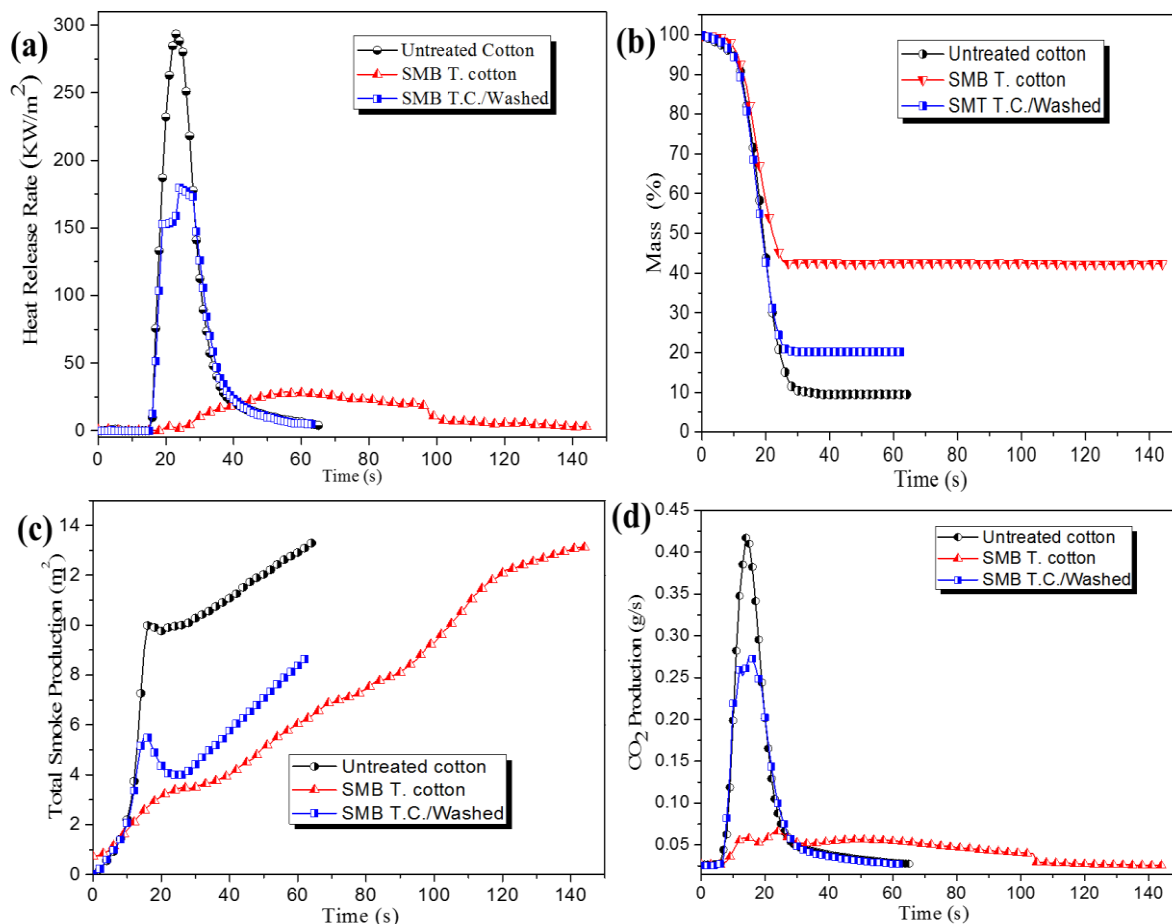 (a)
300
250
200
150
100
50
0
Heat Release Rate (KW/m²)
Untreated Cotton
SMB T. cotton
SMB T.C./Washed
0 20 40 60 80 100 120 140
Time (s)
(b)
100
90
80
70
60
50
40
30
20
10
0
Mass (%)
Untreated cotton
SMB T. cotton
SMT T.C./Washed
0 20 40 60 80 100 120 140
Time (s)
(c)
14
12
10
8
6
4
2
0
Total Smoke Production (m²)
Untreated cotton
SMB T. cotton
SMB T.C./Washed
0 20 40 60 80 100 120 140
Time (s)
(d)
0.45
0.40
0.35
0.30
0.25
0.20
0.15
0.10
0.05
CO₂ Production (g/s)
Untreated cotton
SMB T. cotton
SMB T.C./Washed
0 20 40 60 80 100 120 140
Time (s)